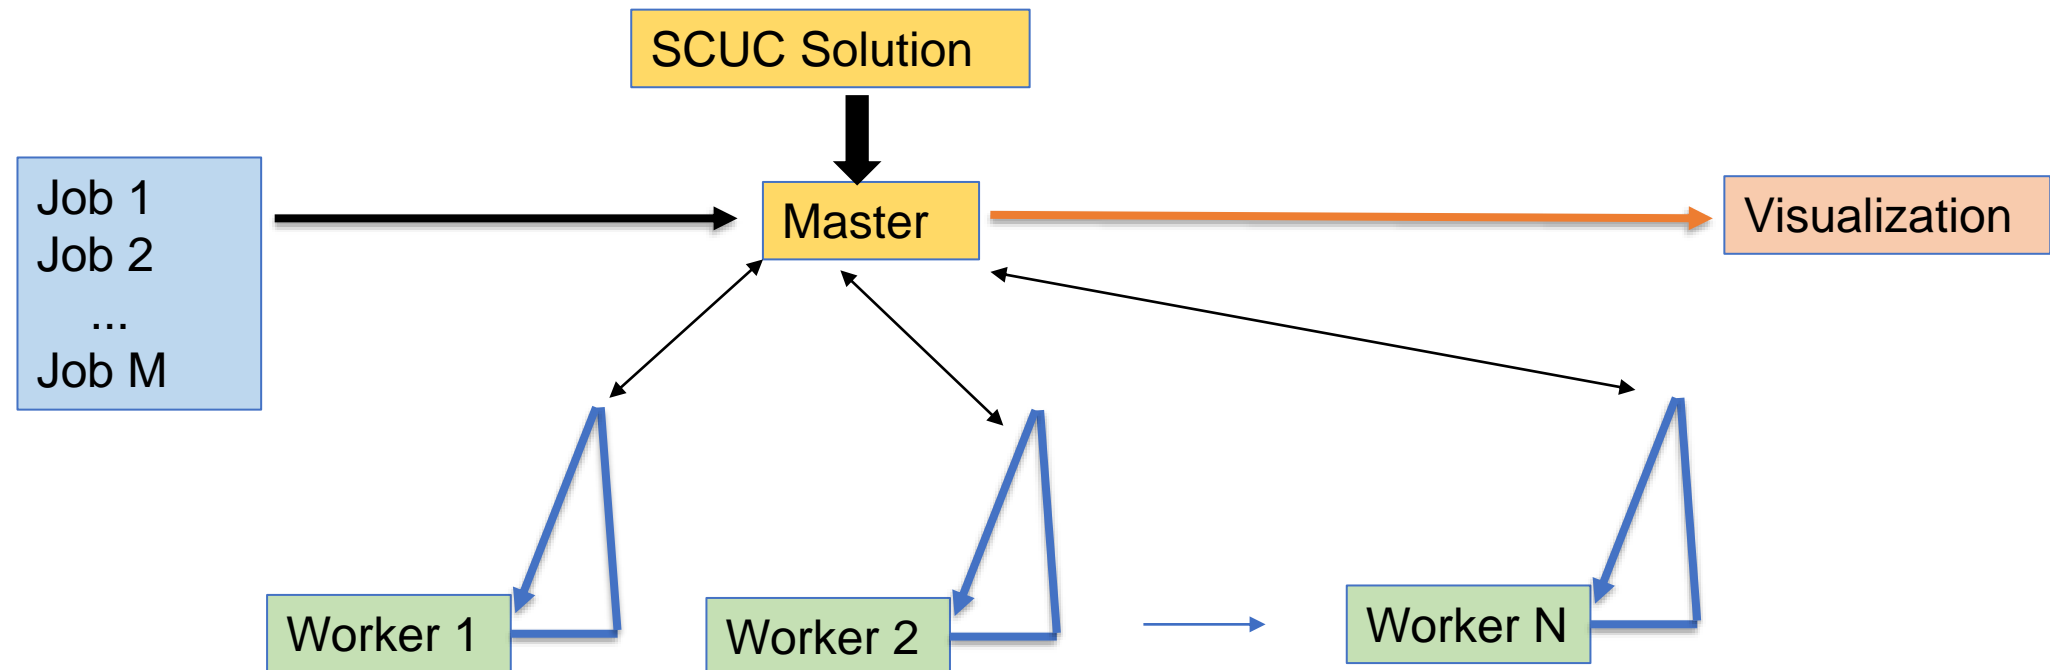 SCUC Solution
Job 1
Job 2
...
Job M
Master
Visualization
Worker 1
Worker 2
Worker N